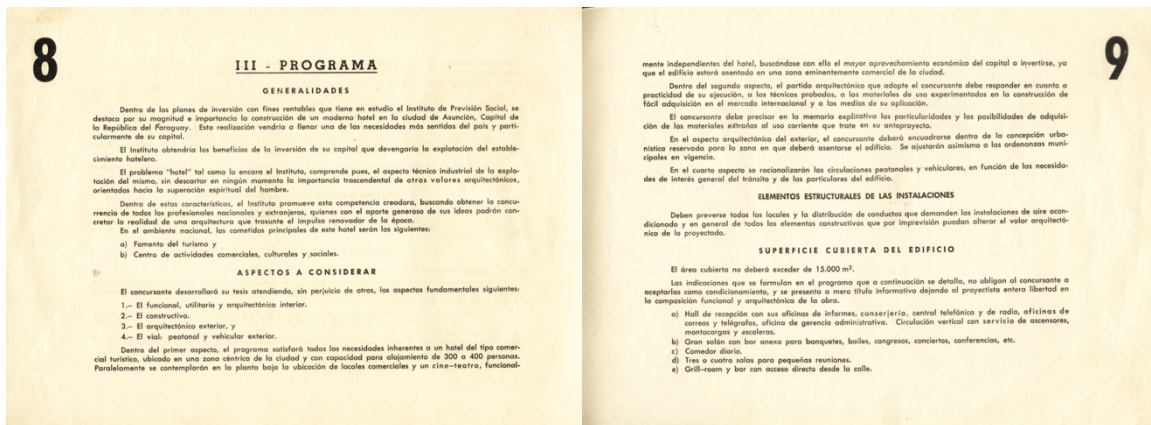 8
III - PROGRAMA
GENERALIDADES
Dentro de los planes de inversión con fines rentables que tiene en estudio el Instituto de Previsión Social, se
destaca por su magnitud e importancia la construcción de un moderno hotel en la ciudad de Asunción, Capital de
la República del Paraguay. Esta realización vendría a llenar una de las necesidades más sentidas del país y parti-
cularmente de su capital.
El Instituto obtendría los beneficios de la inversión de su capital que devengaría la explotación del estable-
cimiento hotelero.
El problema "hotel" tal como lo encara el Instituto, comprende pues, el aspecto técnico industrial de la explo-
tación del mismo, sin descartar en ningún momento la importancia trascendental de otros valores arquitectónicos,
orientados hacia la superación espiritual del hombre.
Dentro de estas características, el Instituto promueve esta competencia creadora, buscando obtener la concu-
rrencia de todos los profesionales nacionales y extranjeros, quienes con el aporte generoso de sus ideas podrán con-
cretar la realidad de una arquitectura que trasunte el impulso renovador de la época.
En el ambiente nacional, los cometidos principales de este hotel serán los siguientes:
a) Fomento del turismo y
b) Centro de actividades comerciales, culturales y sociales.
ASPECTOS A CONSIDERAR
El concursante desarrollará su tesis atendiendo, sin perjuicio de otros, los aspectos fundamentales siguientes:
1.– El funcional, utilitario y arquitectónico interior.
2.– El constructivo.
3.– El arquitectónico exterior, y
4.– El vial: peatonal y vehicular exterior.
Dentro del primer aspecto, el programa satisfará todas las necesidades inherentes a un hotel del tipo comer-
cial turístico, ubicado en una zona céntrica de la ciudad y con capacidad para alojamiento de 300 a 400 personas.
Paralelamente se contemplarán en la planta baja la ubicación de locales comerciales y un cine–teatro, funcional-
9
mente independientes del hotel, buscándose con ello el mayor aprovechamiento económico del capital a invertirse, ya
que el edificio estará asentado en una zona eminentemente comercial de la ciudad.
Dentro del segundo aspecto, el partido arquitectónico que adopte el concursante debe responder en cuanto a
practicidad de su ejecución, a las técnicas probadas, a los materiales de uso experimentados en la construcción de
fácil adquisición en el mercado internacional y a los medios de su aplicación.
El concursante debe precisar en la memoria explicativa las particularidades y las posibilidades de adquisi-
ción de los materiales extraños al uso corriente que trate en su anteproyecto.
En el aspecto arquitectónico del exterior, el concursante deberá encuadrarse dentro de la concepción urba-
nística reservada para la zona en que deberá asentarse el edificio. Se ajustarán asimismo a las ordenanzas muni-
cipales en vigencia.
En el cuarto aspecto se racionalizarán las circulaciones peatonales y vehiculares, en función de las necesida-
des de interés general del tránsito y de las particulares del edificio.
ELEMENTOS ESTRUCTURALES DE LAS INSTALACIONES
Deben preverse todos los locales y la distribución de conductos que demandan las instalaciones de aire acon-
dicionado y en general de todos los elementos constructivos que por imprevisión puedan alterar el valor arquitectó-
nico de lo proyectado.
SUPERFICIE CUBIERTA DEL EDIFICIO
El área cubierta no deberá exceder de 15.000 m².
Las indicaciones que se formulan en el programa que a continuación se detalla, no obligan al concursante a
aceptarlas como condicionamiento, y se presenta a mero título informativo dejando al proyectista entera libertad en
la composición funcional y arquitectónica de la obra.
a) Hall de recepción con sus oficinas de informes, conserjería, central telefónica y de radio, oficinas de
correos y telégrafos, oficina de gerencia administrativa. Circulación vertical con servicio de ascensores,
montacargas y escaleras.
b) Gran salón con bar anexo para banquetes, bailes, congresos, conciertos, conferencias, etc.
c) Comedor diario.
d) Tres o cuatro salas para pequeñas reuniones.
e) Grill–room y bar con acceso directo desde la calle.